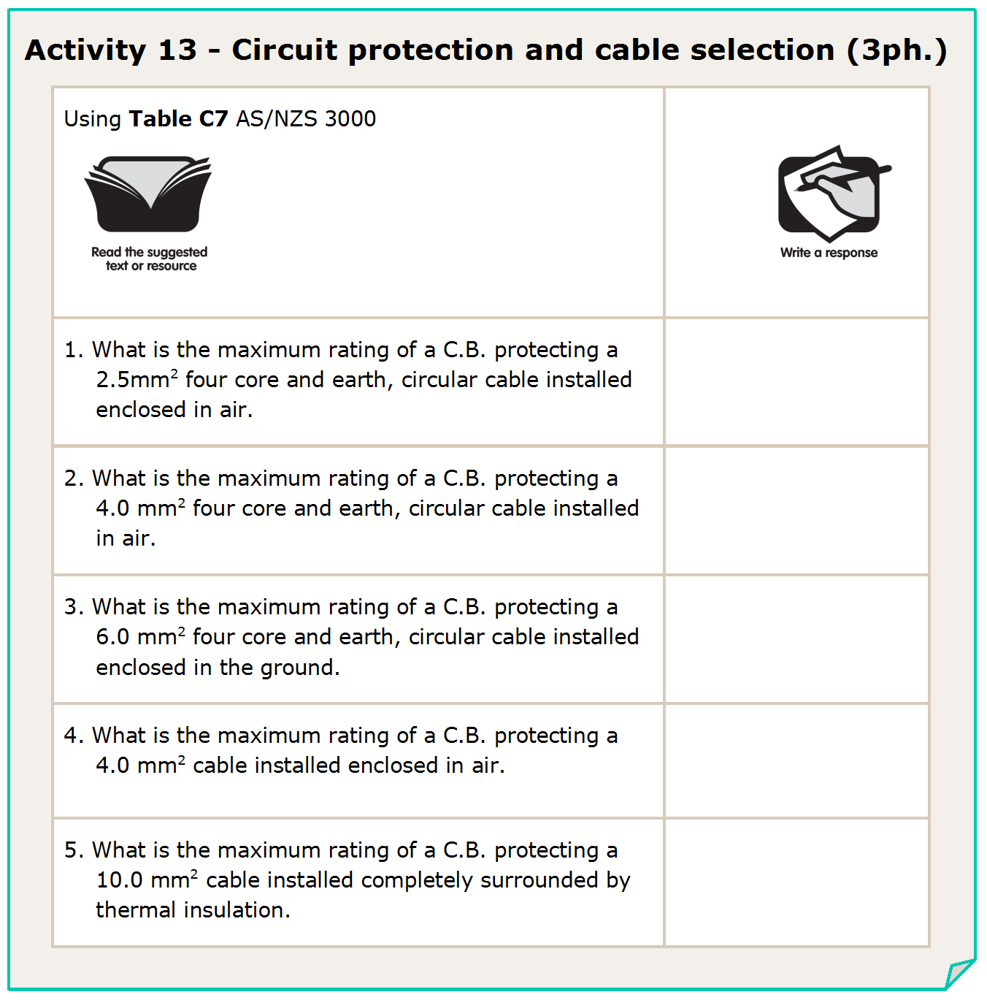 Activity 13 - Circuit protection and cable selection (3ph.)
Using Table C7 AS/NZS 3000
Read the suggested
text or resource
Write a response
1. What is the maximum rating of a C.B. protecting a
2.5mm² four core and earth, circular cable installed
enclosed in air.
2. What is the maximum rating of a C.B. protecting a
4.0 mm² four core and earth, circular cable installed
in air.
3. What is the maximum rating of a C.B. protecting a
6.0 mm² four core and earth, circular cable installed
enclosed in the ground.
4. What is the maximum rating of a C.B. protecting a
4.0 mm² cable installed enclosed in air.
5. What is the maximum rating of a C.B. protecting a
10.0 mm² cable installed completely surrounded by
thermal insulation.